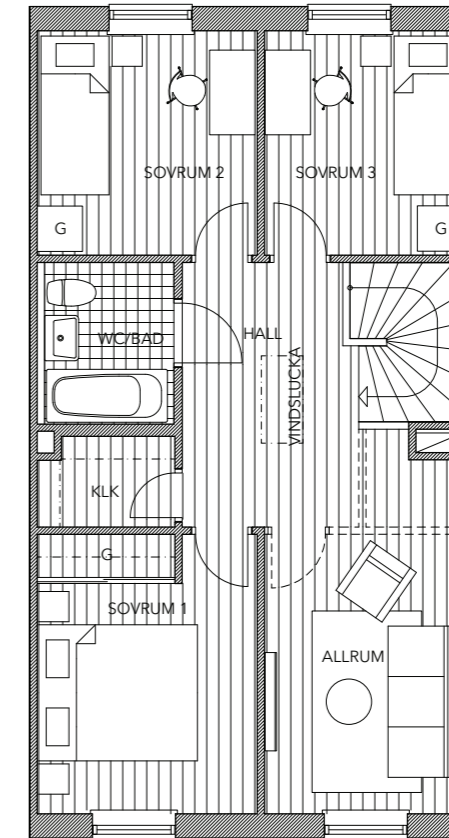 SOVRUM 2
SOVRUM 3
G
G
WC/BAD
HALL
VINDSLUCKA
KLK
G
SOVRUM 1
ALLRUM